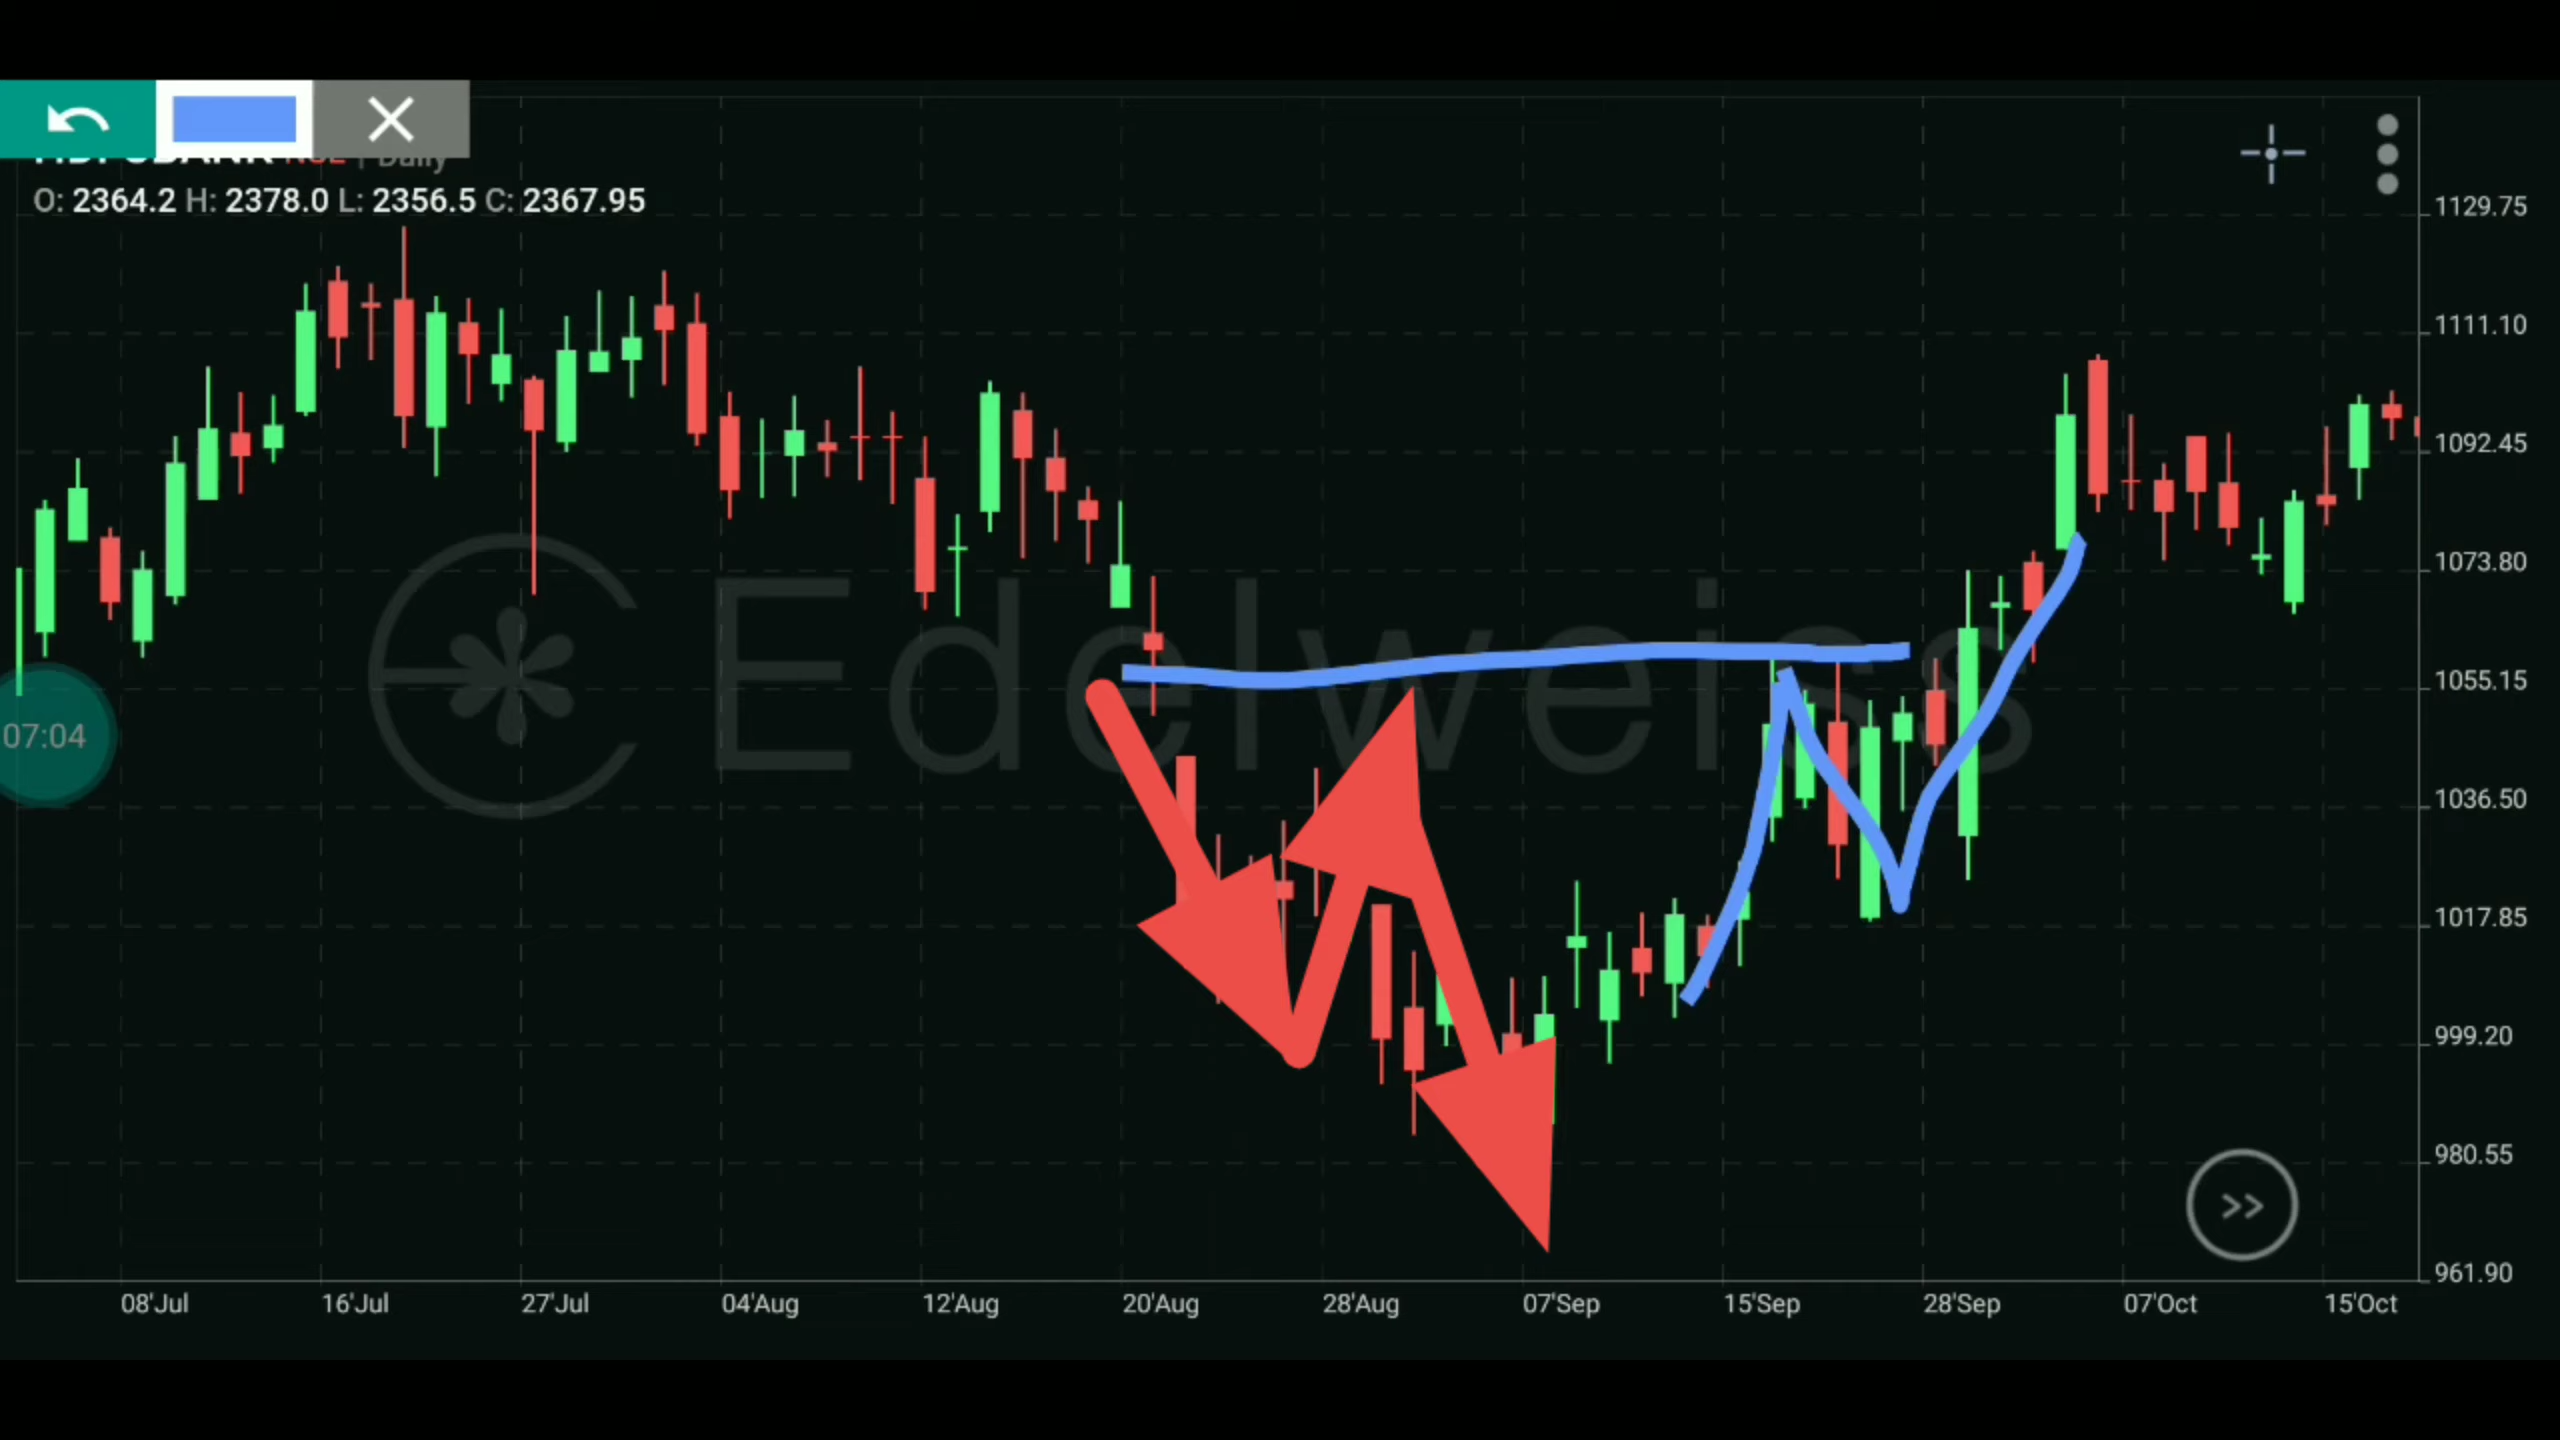 Daily
O: 2364.2 H: 2378.0 L: 2356.5 C: 2367.95
1129.75
1111.10
1092.45
1073.80
Edelweiss
1055.15
07:04
1036.50
1017.85
999.20
980.55
961.90
08'Jul 16'Jul 27'Jul 04'Aug 12'Aug 20'Aug 28'Aug 07'Sep 15'Sep 28'Sep 07'Oct 15'Oct